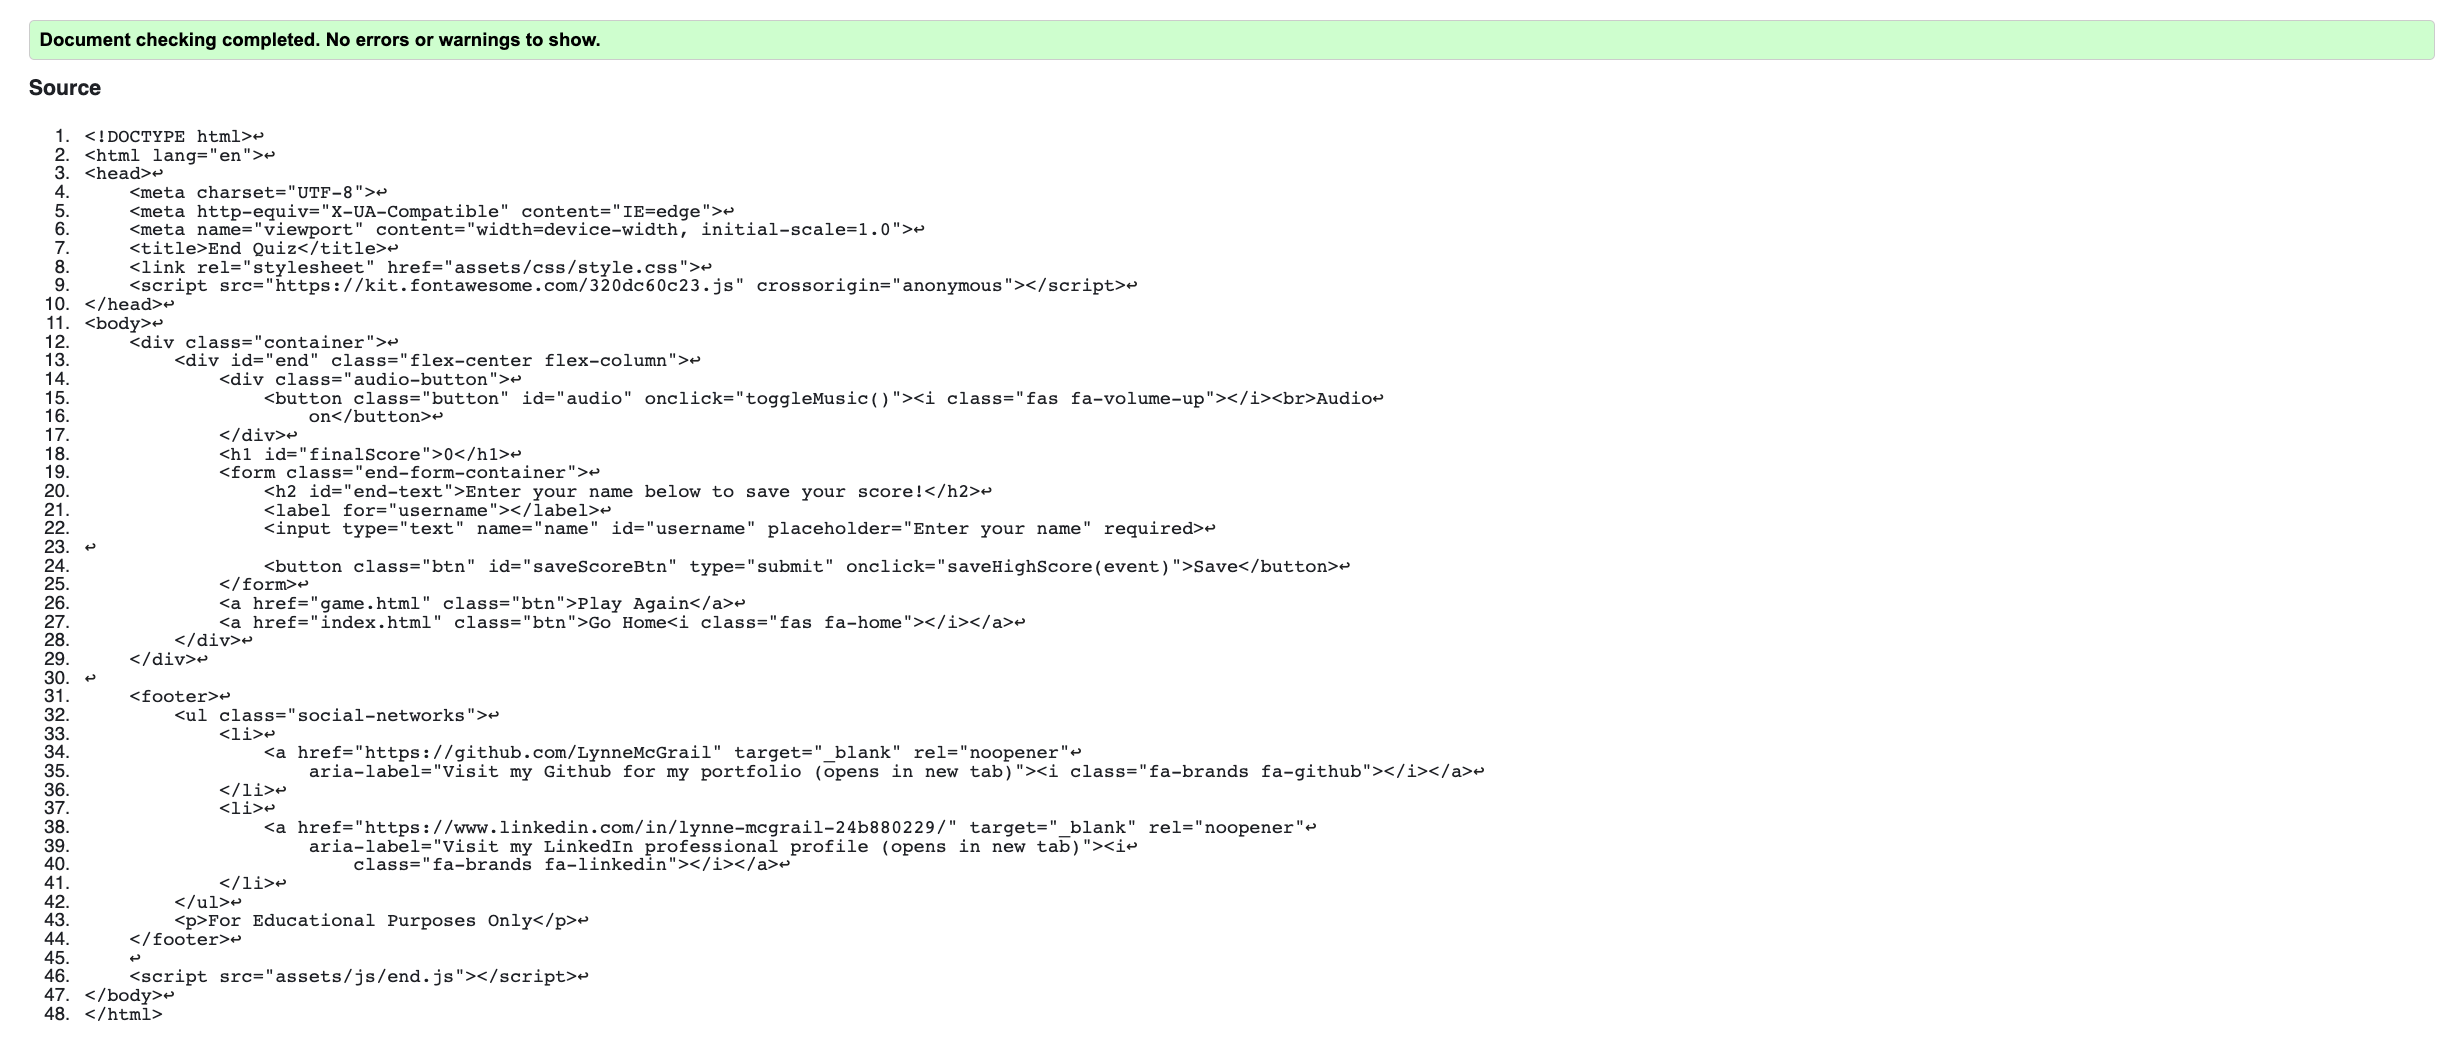 Document checking completed. No errors or warnings to show.
Source
1. <!DOCTYPE html>↩
2. <html lang="en">↩
3. <head>↩
4.     <meta charset="UTF-8">↩
5.     <meta http-equiv="X-UA-Compatible" content="IE=edge">↩
6.     <meta name="viewport" content="width=device-width, initial-scale=1.0">↩
7.     <title>End Quiz</title>↩
8.     <link rel="stylesheet" href="assets/css/style.css">↩
9.     <script src="https://kit.fontawesome.com/320dc60c23.js" crossorigin="anonymous"></script>↩
10. </head>↩
11. <body>↩
12.     <div class="container">↩
13.         <div id="end" class="flex-center flex-column">↩
14.             <div class="audio-button">↩
15.                 <button class="button" id="audio" onclick="toggleMusic()"><i class="fas fa-volume-up"></i><br>Audio↩
16.                     on</button>↩
17.             </div>↩
18.             <h1 id="finalScore">0</h1>↩
19.             <form class="end-form-container">↩
20.                 <h2 id="end-text">Enter your name below to save your score!</h2>↩
21.                 <label for="username"></label>↩
22.                 <input type="text" name="name" id="username" placeholder="Enter your name" required>↩
23. ↩
24.                 <button class="btn" id="saveScoreBtn" type="submit" onclick="saveHighScore(event)">Save</button>↩
25.             </form>↩
26.             <a href="game.html" class="btn">Play Again</a>↩
27.             <a href="index.html" class="btn">Go Home<i class="fas fa-home"></i></a>↩
28.         </div>↩
29.     </div>↩
30. ↩
31.     <footer>↩
32.         <ul class="social-networks">↩
33.             <li>↩
34.                 <a href="https://github.com/LynneMcGrail" target="_blank" rel="noopener"↩
35.                     aria-label="Visit my Github for my portfolio (opens in new tab)"><i class="fa-brands fa-github"></i></a>↩
36.             </li>↩
37.             <li>↩
38.                 <a href="https://www.linkedin.com/in/lynne-mcgrail-24b880229/" target="_blank" rel="noopener"↩
39.                     aria-label="Visit my LinkedIn professional profile (opens in new tab)"><i↩
40.                         class="fa-brands fa-linkedin"></i></a>↩
41.             </li>↩
42.         </ul>↩
43.         <p>For Educational Purposes Only</p>↩
44.     </footer>↩
45.     ↩
46.     <script src="assets/js/end.js"></script>↩
47. </body>↩
48. </html>